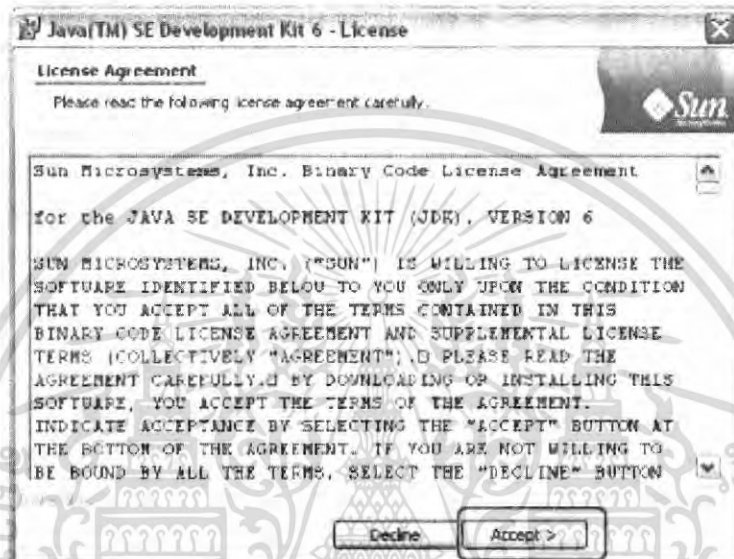 Java(TM) SE Development Kit 6 - License
License Agreement
Please read the following license agreement carefully.
Sun
Sun Microsystems, Inc. Binary Code License Agreement
for the JAVA SE DEVELOPMENT KIT (JDK), VERSION 6
SUN MICROSYSTEMS, INC. ("SUN") IS WILLING TO LICENSE THE
SOFTWARE IDENTIFIED BELOW TO YOU ONLY UPON THE CONDITION
THAT YOU ACCEPT ALL OF THE TERMS CONTAINED IN THIS
BINARY CODE LICENSE AGREEMENT AND SUPPLEMENTAL LICENSE
TERMS (COLLECTIVELY "AGREEMENT").□ PLEASE READ THE
AGREEMENT CAREFULLY.□ BY DOWNLOADING OR INSTALLING THIS
SOFTWARE, YOU ACCEPT THE TERMS OF THE AGREEMENT.
INDICATE ACCEPTANCE BY SELECTING THE "ACCEPT" BUTTON AT
THE BOTTOM OF THE AGREEMENT. IF YOU ARE NOT WILLING TO
BE BOUND BY ALL THE TERMS, SELECT THE "DECLINE" BUTTON
Decline
Accept >